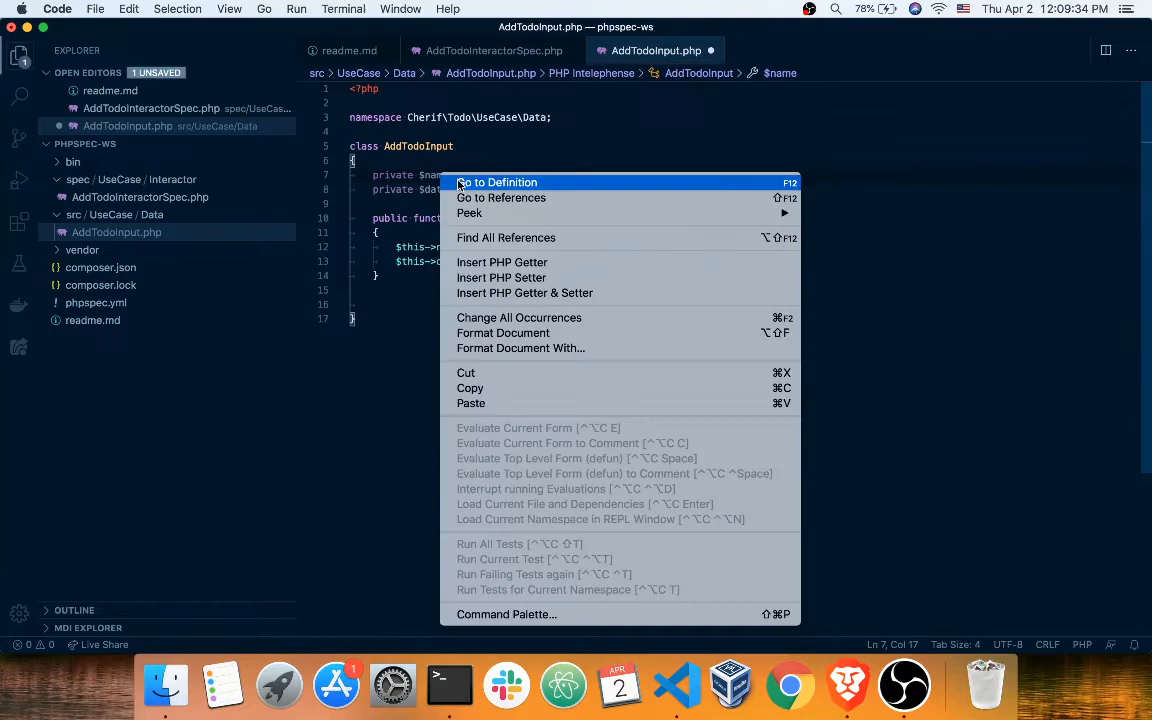 Code File Edit Selection View Go Run Terminal Window Help 78% Thu Apr 2 12:09:34 PM
AddTodoInput.php — phpspec-ws
EXPLORER
readme.md AddTodoInteractorSpec.php AddTodoInput.php
OPEN EDITORS 1 UNSAVED
src > UseCase > Data > AddTodoInput.php > PHP Intelephense > AddTodoInput > $name
readme.md
AddTodoInteractorSpec.php spec/UseCas...
AddTodoInput.php src/UseCase/Data
PHPSPEC-WS
bin
spec / UseCase / Interactor
AddTodoInteractorSpec.php
src / UseCase / Data
AddTodoInput.php
vendor
composer.json
composer.lock
phpspec.yml
readme.md
OUTLINE
MDI EXPLORER
1 <?php
2
3 namespace Cherif\Todo\UseCase\Data;
4
5 class AddTodoInput
6 {
7 private $nam
8 private $dat
9
10 public funct
11 {
12 $this->n
13 $this->
14 }
15
16
17 }
Go to Definition F12
Go to References ⇧F12
Peek
Find All References ⌥⇧F12
Insert PHP Getter
Insert PHP Setter
Insert PHP Getter & Setter
Change All Occurrences ⌘F2
Format Document ⌥⇧F
Format Document With...
Cut ⌘X
Copy ⌘C
Paste ⌘V
Evaluate Current Form [^⌥C E]
Evaluate Current Form to Comment [^⌥C C]
Evaluate Top Level Form (defun) [^⌥C Space]
Evaluate Top Level Form (defun) to Comment [^⌥C ^Space]
Interrupt running Evaluations [^⌥C ^⌥D]
Load Current File and Dependencies [^⌥C Enter]
Load Current Namespace in REPL Window [^⌥C ^⌥N]
Run All Tests [^⌥C ⇧T]
Run Current Test [^⌥C ^⌥T]
Run Failing Tests again [^⌥C ^T]
Run Tests for Current Namespace [^⌥C T]
Command Palette... ⇧⌘P
0 0 Live Share Ln 7, Col 17 Tab Size: 4 UTF-8 CRLF PHP
1
APR
2
1